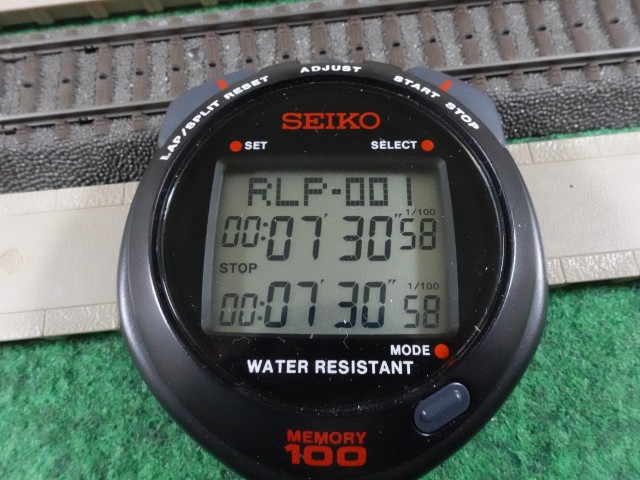 ADJUST
LAP/SPLIT RESET
START STOP
SEIKO
SET SELECT
RLP-001
1/100
00:07'30"58
STOP
1/100
00:07'30"58
MODE
WATER RESISTANT
MEMORY
100